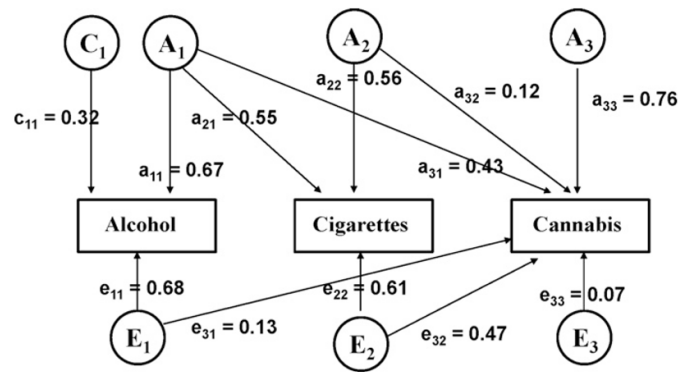 C₁ A₁ A₂ A₃
a₂₂ = 0.56
a₃₂ = 0.12
a₃₃ = 0.76
c₁₁ = 0.32
a₂₁ = 0.55
a₁₁ = 0.67
a₃₁ = 0.43
Alcohol Cigarettes Cannabis
e₁₁ = 0.68
e₂₂ = 0.61
e₃₃ = 0.07
e₃₁ = 0.13
e₃₂ = 0.47
E₁ E₂ E₃